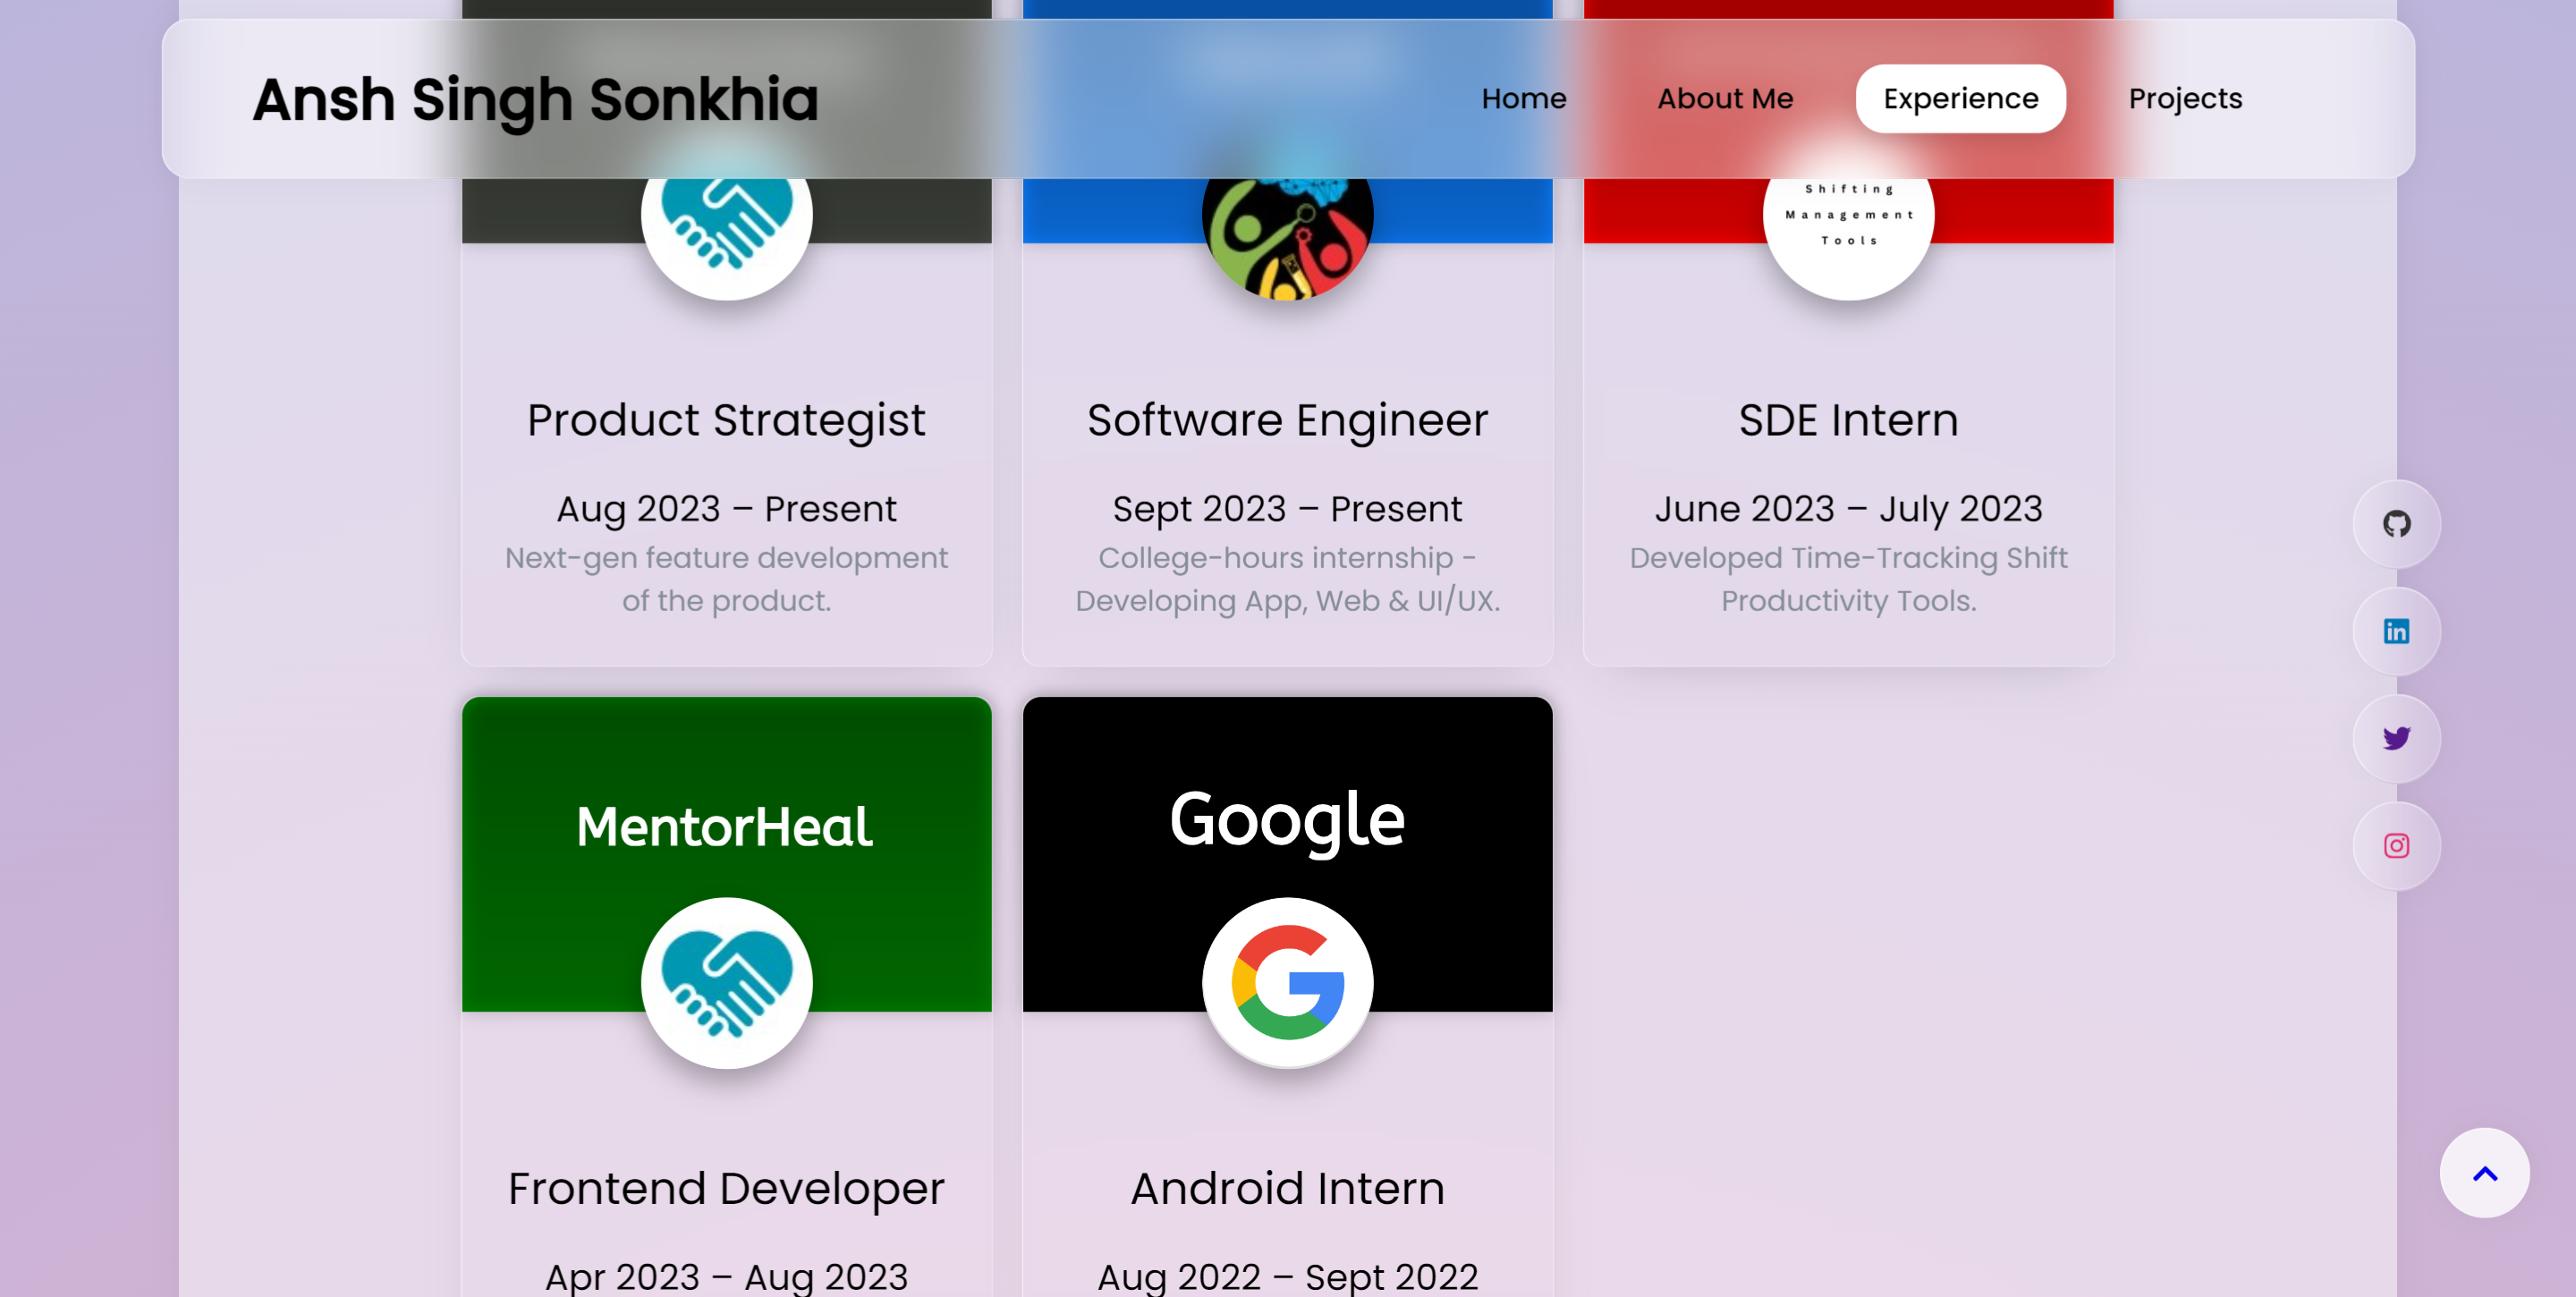 Ansh Singh Sonkhia
Home
About Me
Experience
Projects
Shifting
Management
Tools
Product Strategist
Aug 2023 – Present
Next-gen feature development
of the product.
Software Engineer
Sept 2023 – Present
College-hours internship -
Developing App, Web & UI/UX.
SDE Intern
June 2023 – July 2023
Developed Time-Tracking Shift
Productivity Tools.
MentorHeal
Frontend Developer
Apr 2023 – Aug 2023
Google
G
Android Intern
Aug 2022 – Sept 2022
in